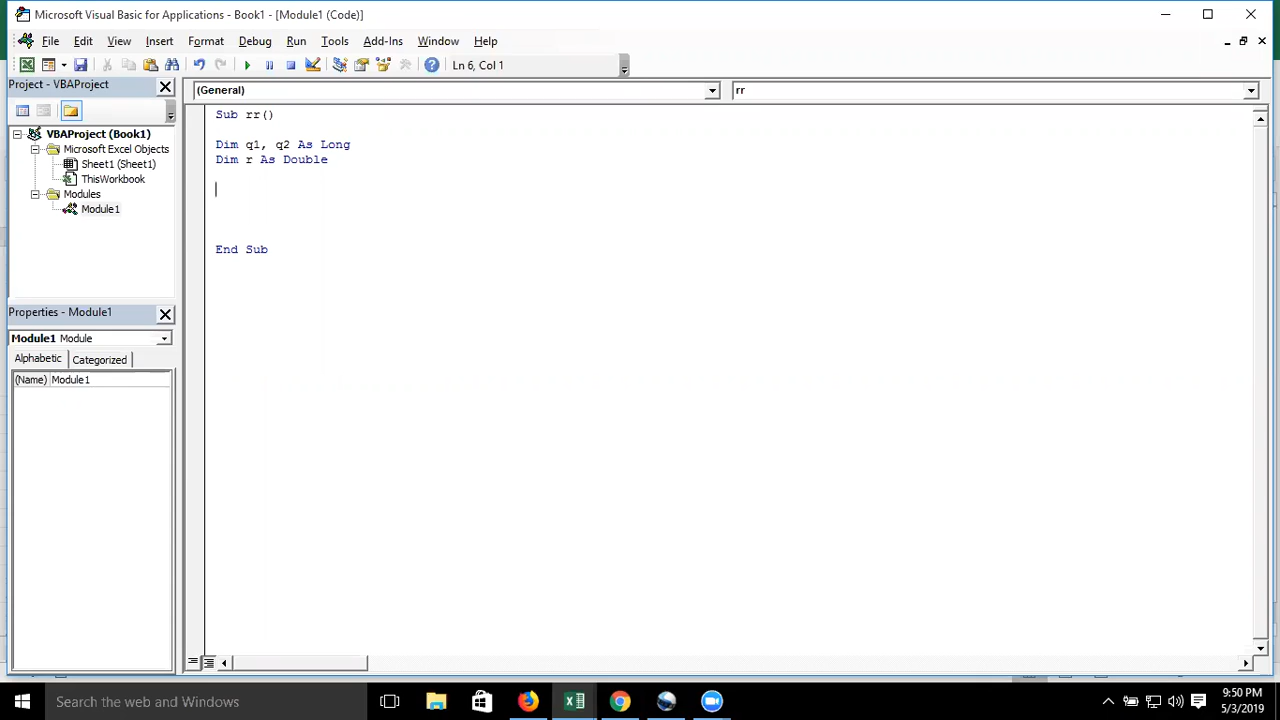 Microsoft Visual Basic for Applications - Book1 - [Module1 (Code)]
File Edit View Insert Format Debug Run Tools Add-Ins Window Help
Ln 6, Col 1
Project - VBAProject
(General)
rr
VBAProject (Book1)
Microsoft Excel Objects
Sheet1 (Sheet1)
ThisWorkbook
Modules
Module1
Sub rr()
Dim q1, q2 As Long
Dim r As Double
End Sub
Properties - Module1
Module1 Module
Alphabetic Categorized
(Name) Module1
Search the web and Windows
9:50 PM
5/3/2019